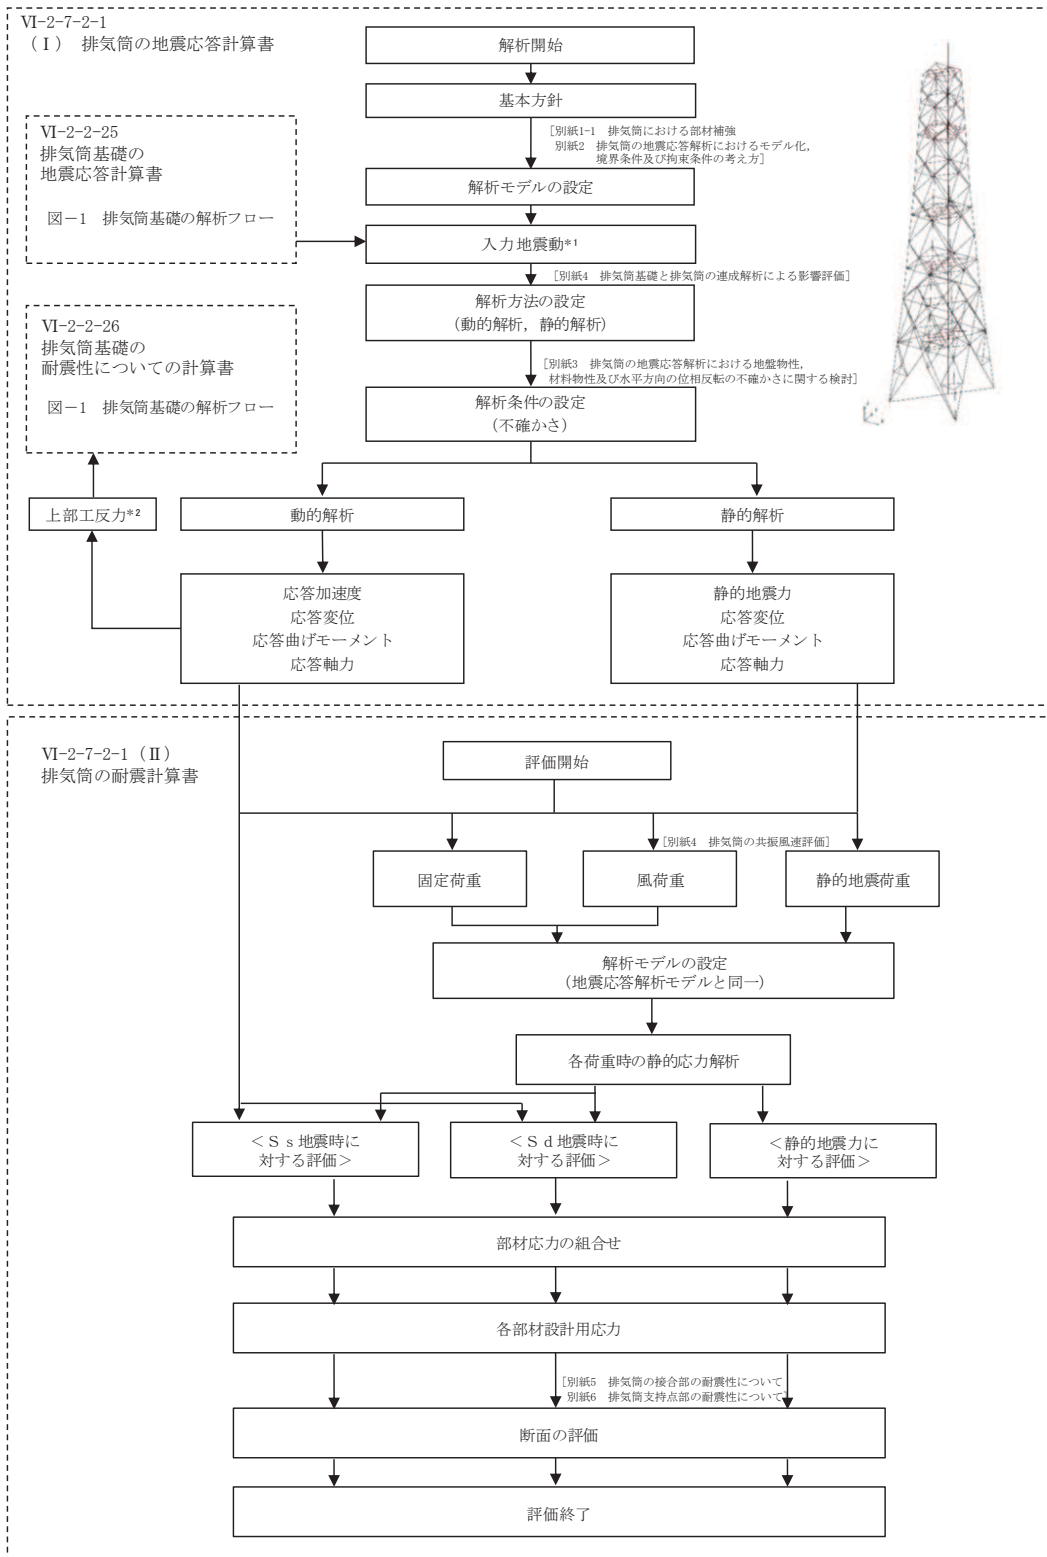 Ⅵ-2-7-2-1
（Ⅰ） 排気筒の地震応答計算書
解析開始
基本方針
Ⅵ-2-2-25
排気筒基礎の
地震応答計算書
図－1 排気筒基礎の解析フロー
[別紙1-1 排気筒における部材補強
別紙2 排気筒の地震応答解析におけるモデル化，
境界条件及び拘束条件の考え方]
解析モデルの設定
入力地震動*1
[別紙4 排気筒基礎と排気筒の連成解析による影響評価]
解析方法の設定
（動的解析，静的解析）
Ⅵ-2-2-26
排気筒基礎の
耐震性についての計算書
図－1 排気筒基礎の解析フロー
[別紙3 排気筒の地震応答解析における地盤物性，
材料物性及び水平方向の位相反転の不確かさに関する検討]
解析条件の設定
（不確かさ）
上部工反力*2
動的解析
静的解析
応答加速度
応答変位
応答曲げモーメント
応答軸力
静的地震力
応答変位
応答曲げモーメント
応答軸力
Ⅵ-2-7-2-1（Ⅱ）
排気筒の耐震計算書
評価開始
[別紙4 排気筒の共振風速評価]
固定荷重
風荷重
静的地震荷重
解析モデルの設定
（地震応答解析モデルと同一）
各荷重時の静的応力解析
＜Ｓｓ地震時に
対する評価＞
＜Ｓｄ地震時に
対する評価＞
＜静的地震力に
対する評価＞
部材応力の組合せ
各部材設計用応力
[別紙5 排気筒の接合部の耐震性について
別紙6 排気筒支持点部の耐震性について]
断面の評価
評価終了